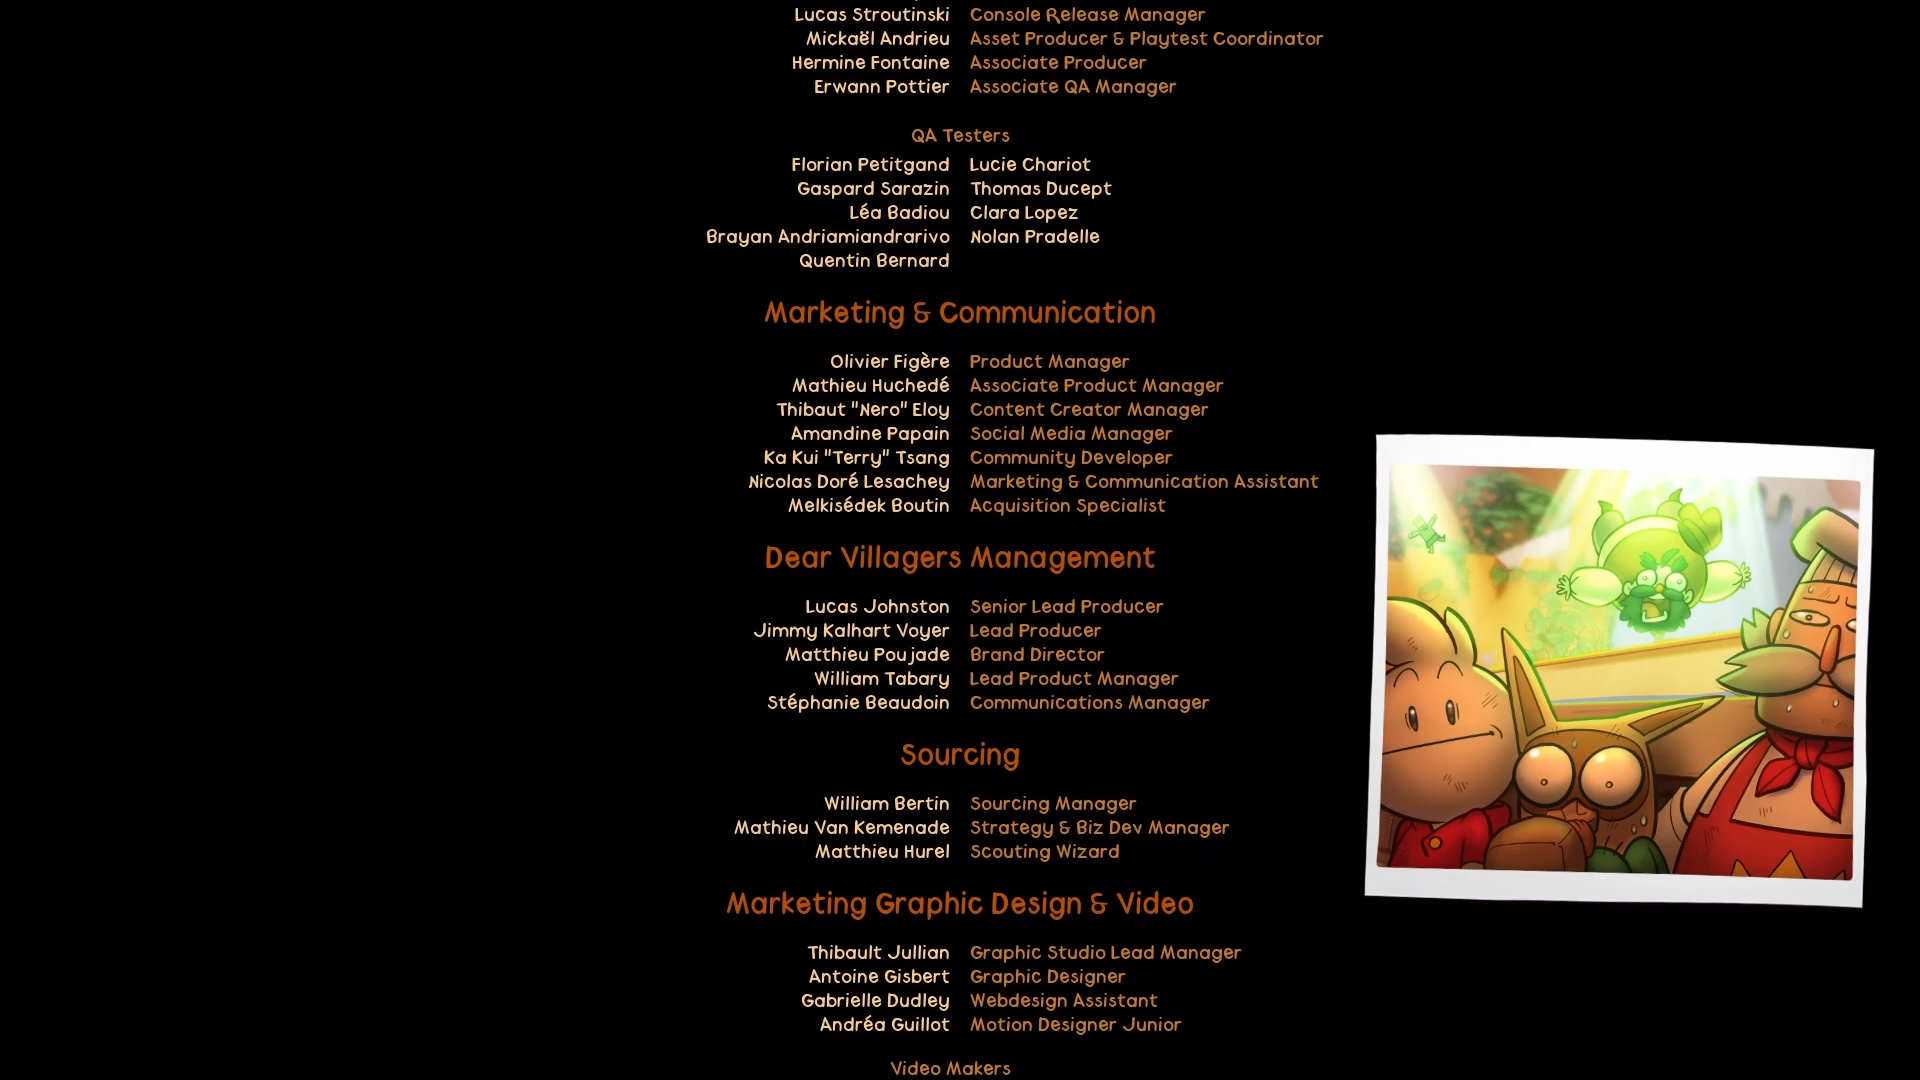 Lucas Stroutinski Console Release Manager
Mickaël Andrieu Asset Producer & Playtest Coordinator
Hermine Fontaine Associate Producer
Erwann Pottier Associate QA Manager
QA Testers
Florian Petitgand Lucie Chariot
Gaspard Sarazin Thomas Ducept
Léa Badiou Clara Lopez
Brayan Andriamiandrarivo Nolan Pradelle
Quentin Bernard
Marketing & Communication
Olivier Figère Product Manager
Mathieu Huchedé Associate Product Manager
Thibaut "Nero" Eloy Content Creator Manager
Amandine Papain Social Media Manager
Ka Kui "Terry" Tsang Community Developer
Nicolas Doré Lesachey Marketing & Communication Assistant
Melkisédek Boutin Acquisition Specialist
Dear Villagers Management
Lucas Johnston Senior Lead Producer
Jimmy Kalhart Voyer Lead Producer
Matthieu Poujade Brand Director
William Tabary Lead Product Manager
Stéphanie Beaudoin Communications Manager
Sourcing
William Bertin Sourcing Manager
Mathieu Van Kemenade Strategy & Biz Dev Manager
Matthieu Hurel Scouting Wizard
Marketing Graphic Design & Video
Thibault Jullian Graphic Studio Lead Manager
Antoine Gisbert Graphic Designer
Gabrielle Dudley Webdesign Assistant
Andréa Guillot Motion Designer Junior
Video Makers